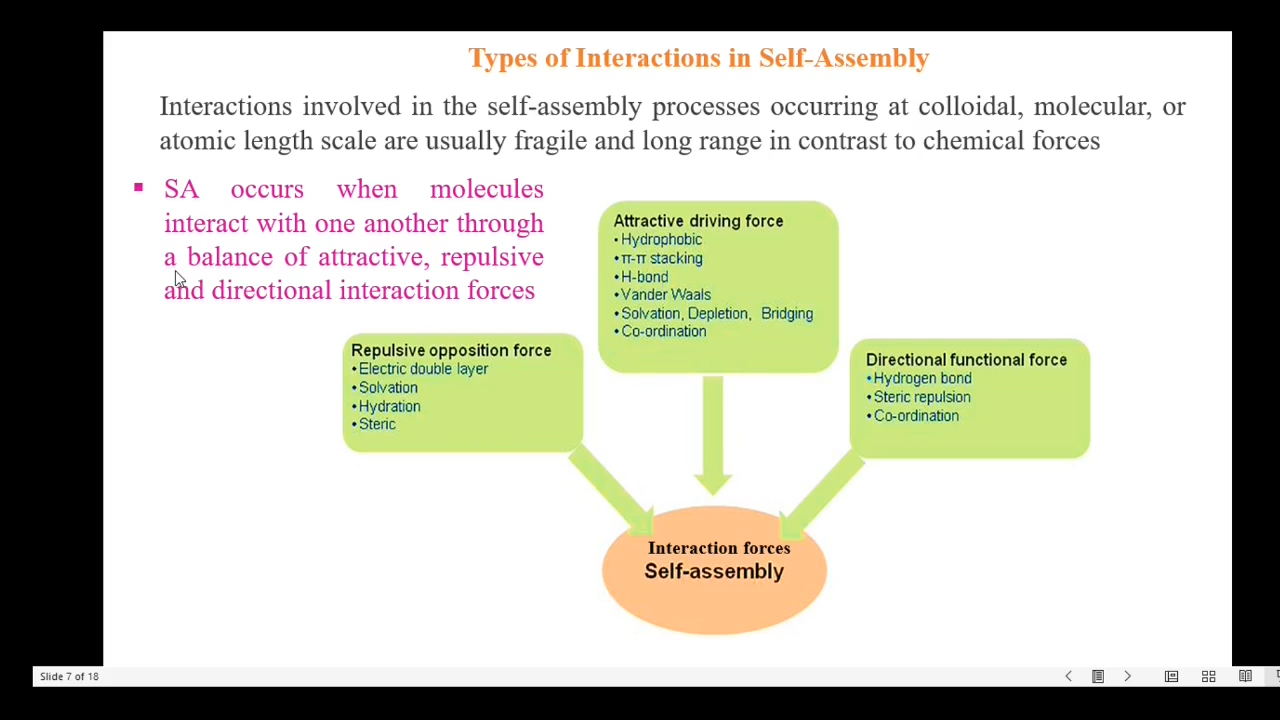 Types of Interactions in Self-Assembly
Interactions involved in the self-assembly processes occurring at colloidal, molecular, or
atomic length scale are usually fragile and long range in contrast to chemical forces
▪ SA occurs when molecules
interact with one another through
a balance of attractive, repulsive
and directional interaction forces
Attractive driving force
• Hydrophobic
• π-π stacking
• H-bond
• Vander Waals
• Solvation, Depletion, Bridging
• Co-ordination
Repulsive opposition force
• Electric double layer
• Solvation
• Hydration
• Steric
Directional functional force
• Hydrogen bond
• Steric repulsion
• Co-ordination
Interaction forces
Self-assembly
Slide 7 of 18